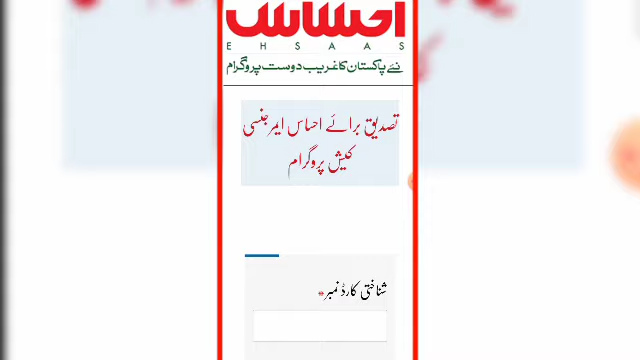 احساس
EHSAAS
نئے پاکستان کا غریب دوست پروگرام
تصدیق برائے احساس ایمرجنسی
کیش پروگرام
شناختی کارڈ نمبر *